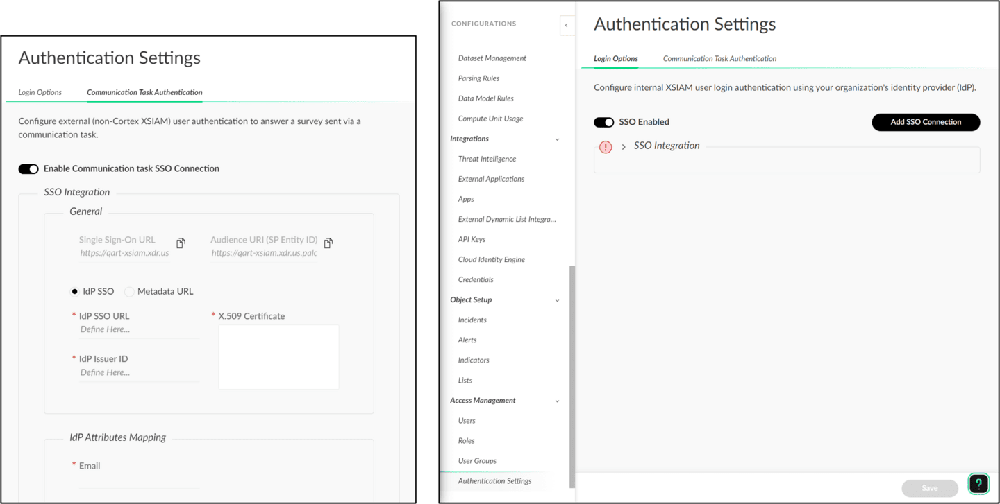 Authentication Settings
Login Options Communication Task Authentication
Configure external (non-Cortex XSIAM) user authentication to answer a survey sent via a
communication task.
Enable Communication task SSO Connection
SSO Integration
General
Single Sign-On URL Audience URI (SP Entity ID)
https://qart-xsiam.xdr.us https://qart-xsiam.xdr.us.palo
IdP SSO Metadata URL
* IdP SSO URL * X.509 Certificate
Define Here...
* IdP Issuer ID
Define Here...
IdP Attributes Mapping
* Email
CONFIGURATIONS
Dataset Management
Parsing Rules
Data Model Rules
Compute Unit Usage
Integrations
Threat Intelligence
External Applications
Apps
External Dynamic List Integra...
API Keys
Cloud Identity Engine
Credentials
Object Setup
Incidents
Alerts
Indicators
Lists
Access Management
Users
Roles
User Groups
Authentication Settings
Authentication Settings
Login Options Communication Task Authentication
Configure internal XSIAM user login authentication using your organization's identity provider (IdP).
SSO Enabled Add SSO Connection
! SSO Integration
Save ?